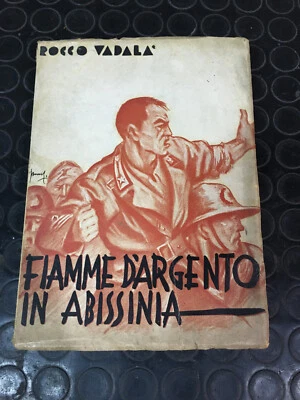 ROCCO VADALA'
FIAMME D'ARGENTO
IN ABISSINIA